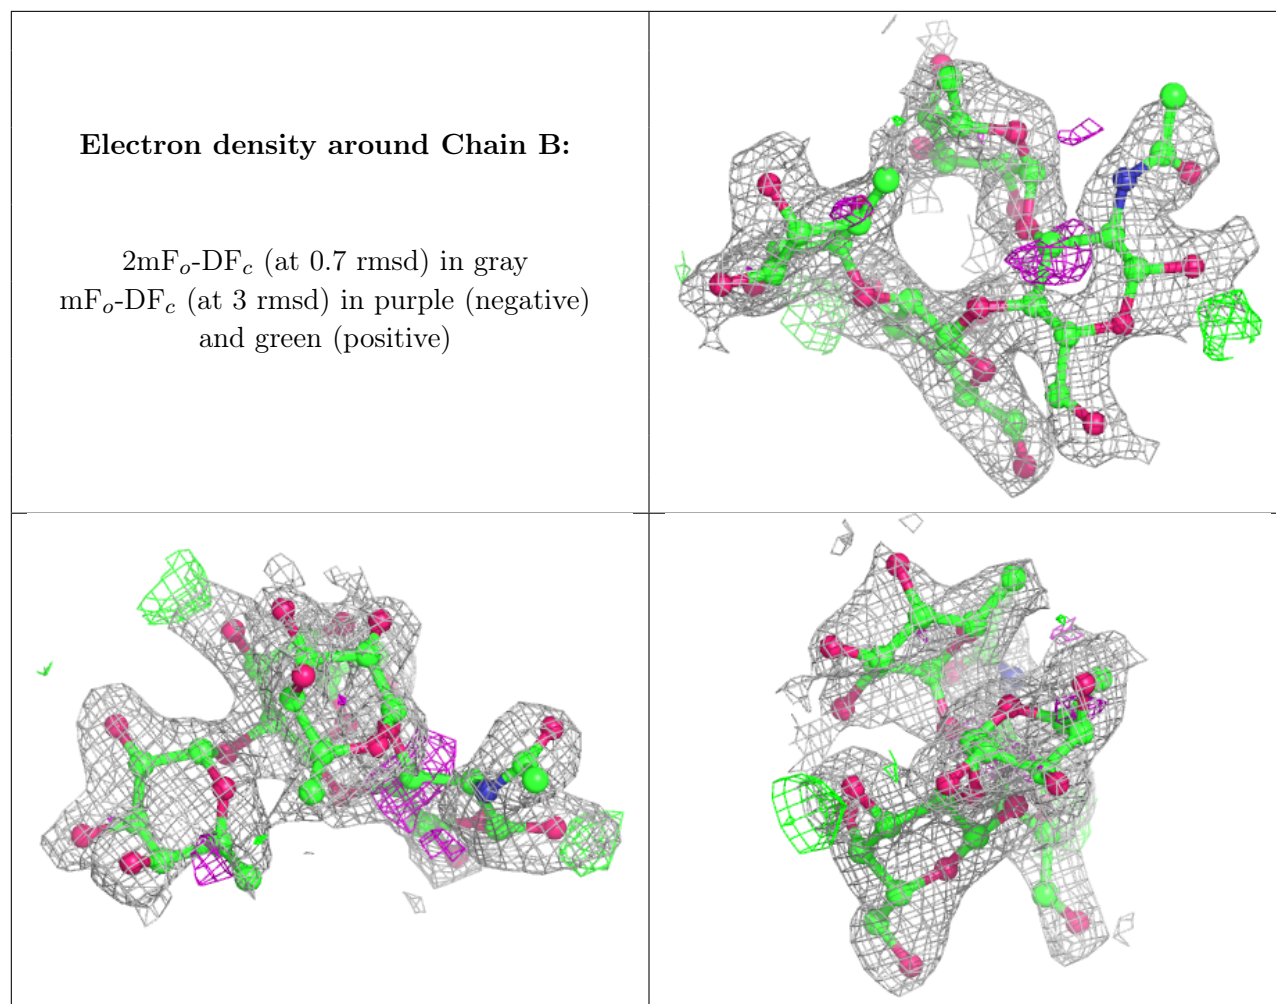 Electron density around Chain B:
2mFₒ-DF𝑐 (at 0.7 rmsd) in gray
mFₒ-DF𝑐 (at 3 rmsd) in purple (negative)
and green (positive)